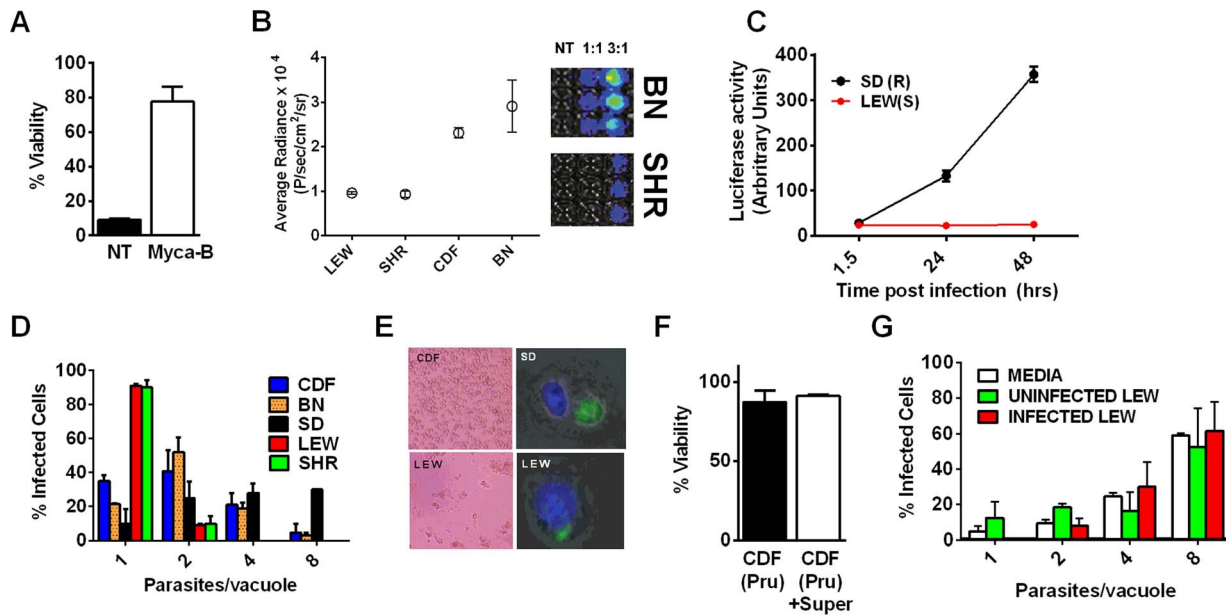 A
% Viability
100
80
60
40
20
0
NT
Myca-B
B
Average Radiance x 10 4
(P/sec/cm2/sr)
4
3
2
1
0
LEW
SHR
CDF
BN
NT 1:1 3:1
BN
SHR
C
Luciferase activity
(Arbritrary Units)
400
300
200
100
0
SD (R)
LEW(S)
1.5
24
48
Time post infection (hrs)
D
% Infected Cells
100
80
60
40
20
0
CDF
BN
SD
LEW
SHR
1
2
4
8
Parasites/vacuole
E
CDF
SD
LEW
LEW
F
% Viability
100
50
0
CDF
(Pru)
CDF
(Pru)
+Super
G
% Infected Cells
100
80
60
40
20
0
MEDIA
UNINFECTED LEW
INFECTED LEW
1
2
4
8
Parasites/vacuole